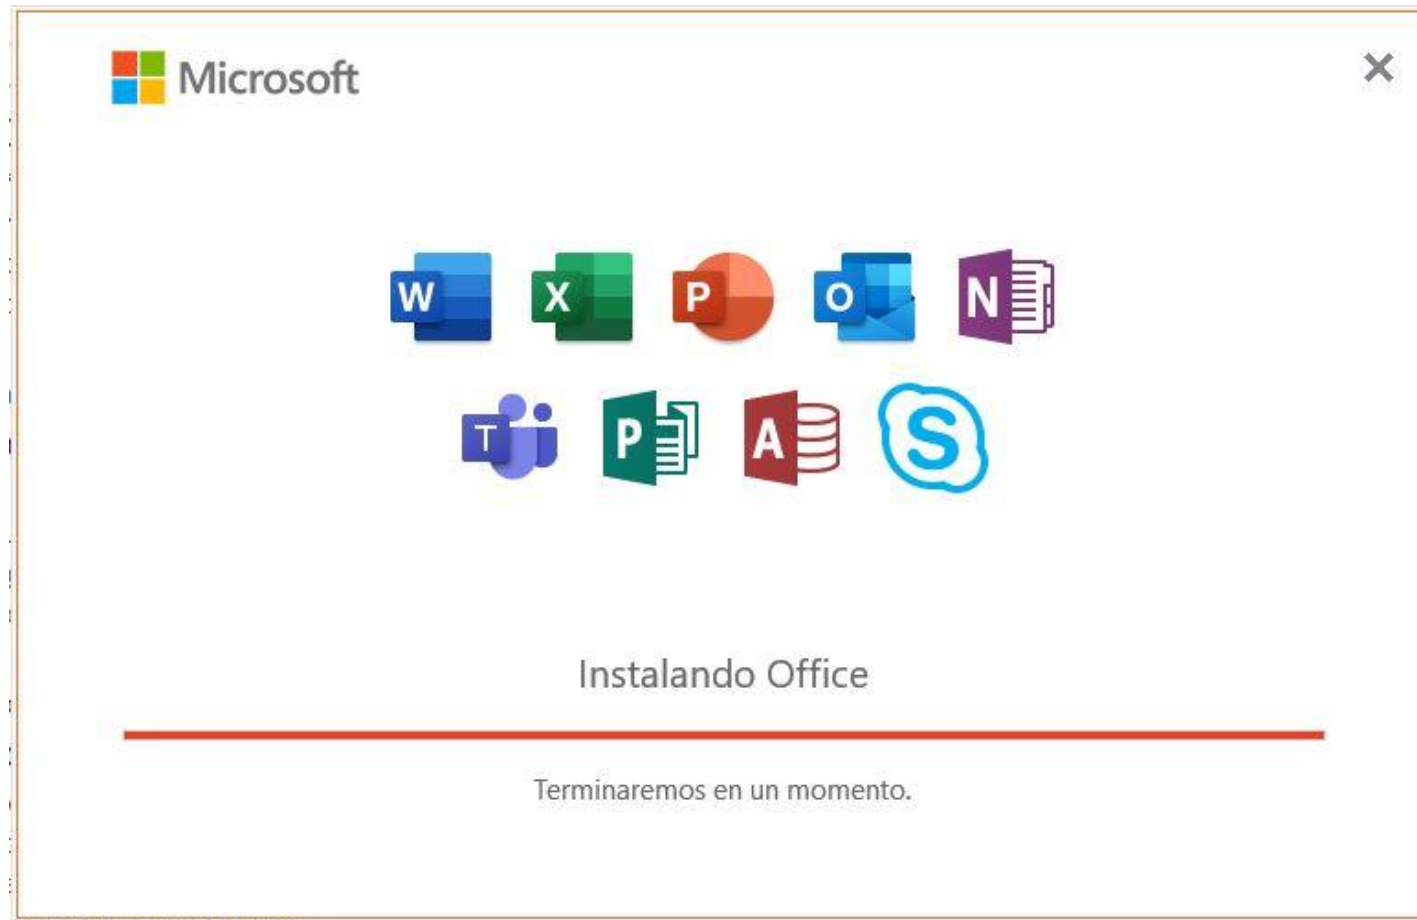 Microsoft
W X P O N
T P A S
Instalando Office
Terminaremos en un momento.